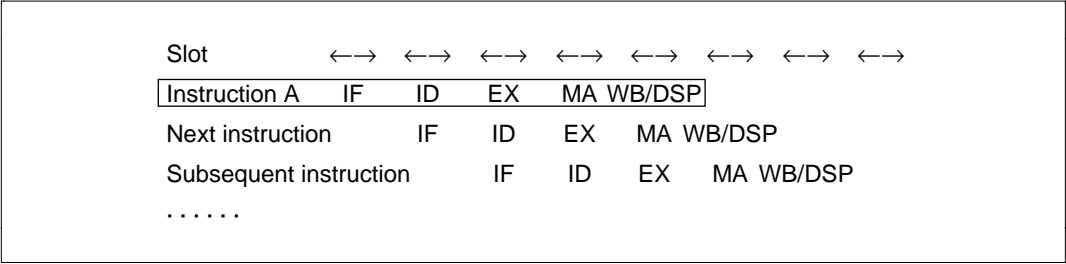 Slot ←→ ←→ ←→ ←→ ←→ ←→ ←→ ←→
Instruction A IF ID EX MA WB/DSP
Next instruction IF ID EX MA WB/DSP
Subsequent instruction IF ID EX MA WB/DSP
. . . . . .